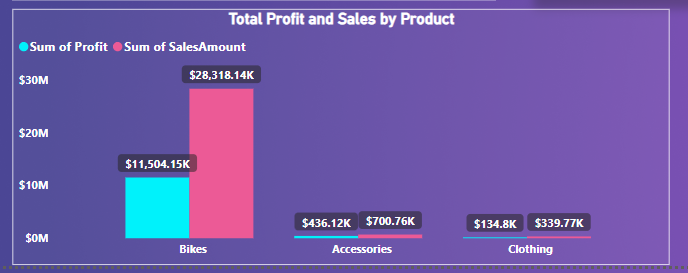 Total Profit and Sales by Product
Sum of Profit Sum of SalesAmount
$30M
$20M
$10M
$0M
$28,318.14K
$11,504.15K
$436.12K
$700.76K
$134.8K
$339.77K
Bikes
Accessories
Clothing